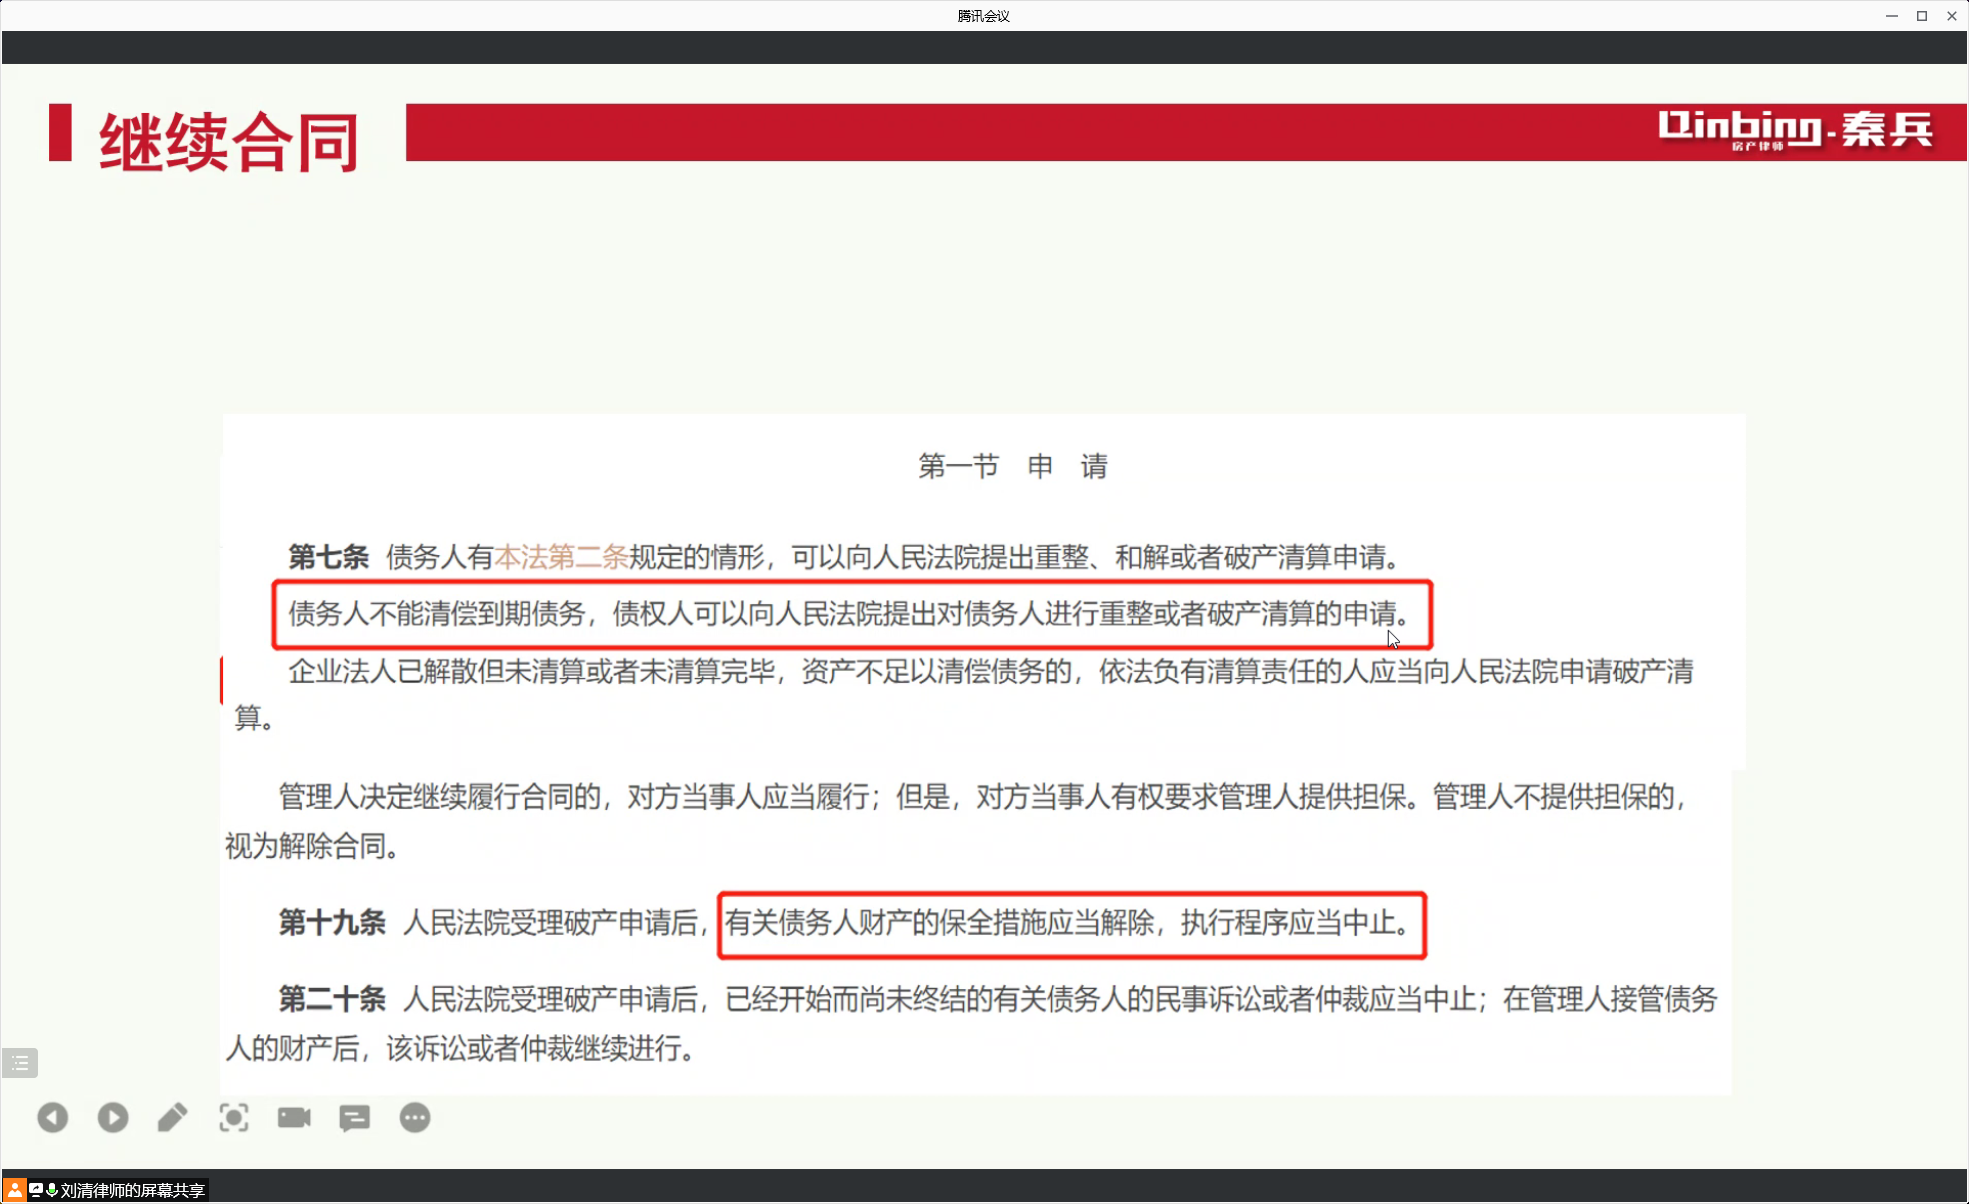 腾讯会议
继续合同
Qinbing-秦兵
房产律师
第一节 申 请
第七条 债务人有本法第二条规定的情形，可以向人民法院提出重整、和解或者破产清算申请。
债务人不能清偿到期债务，债权人可以向人民法院提出对债务人进行重整或者破产清算的申请。
企业法人已解散但未清算或者未清算完毕，资产不足以清偿债务的，依法负有清算责任的人应当向人民法院申请破产清
算。
管理人决定继续履行合同的，对方当事人应当履行；但是，对方当事人有权要求管理人提供担保。管理人不提供担保的，
视为解除合同。
第十九条 人民法院受理破产申请后，有关债务人财产的保全措施应当解除，执行程序应当中止。
第二十条 人民法院受理破产申请后，已经开始而尚未终结的有关债务人的民事诉讼或者仲裁应当中止；在管理人接管债务
人的财产后，该诉讼或者仲裁继续进行。
刘清律师的屏幕共享